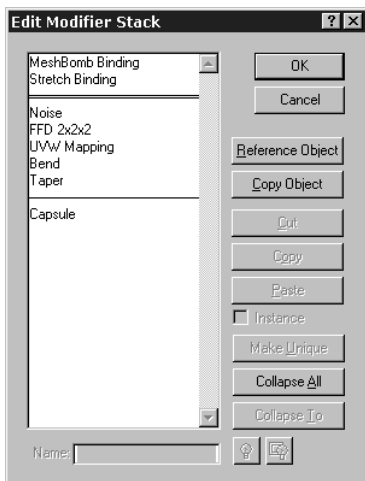 Edit Modifier Stack
MeshBomb Binding
Stretch Binding
Noise
FFD 2x2x2
UVW Mapping
Bend
Taper
Capsule
OK
Cancel
Reference Object
Copy Object
Cut
Copy
Paste
Instance
Make Unique
Collapse All
Collapse To
Name: